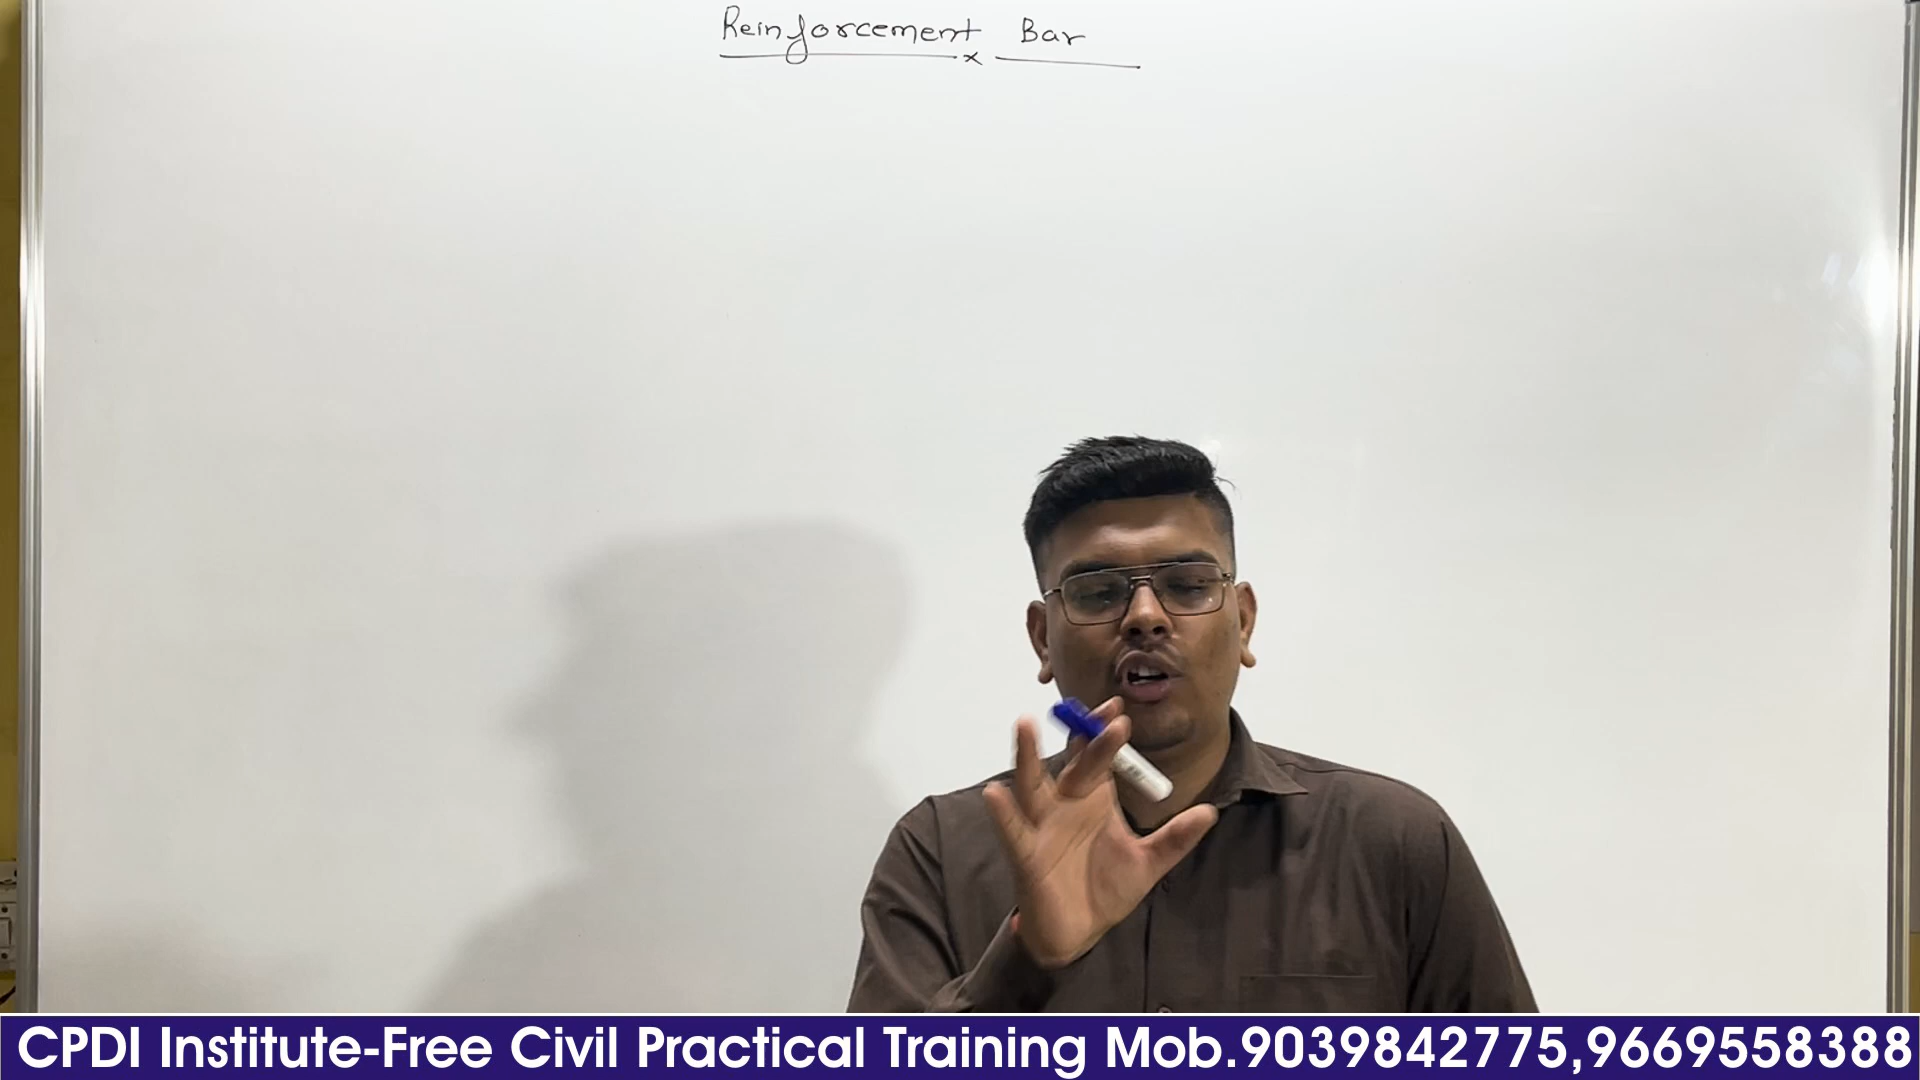 Reinforcement Bar
CPDI Institute-Free Civil Practical Training Mob.9039842775,9669558388